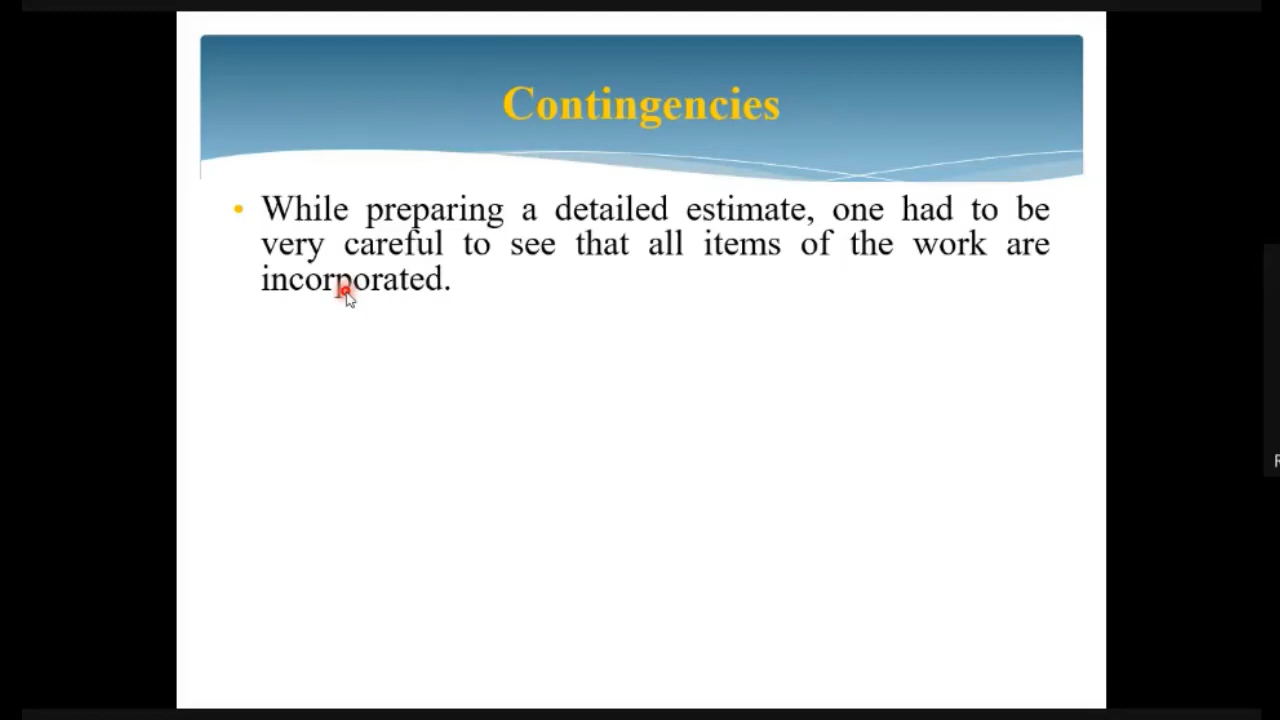 Contingencies
• While preparing a detailed estimate, one had to be
very careful to see that all items of the work are
incorporated.
R